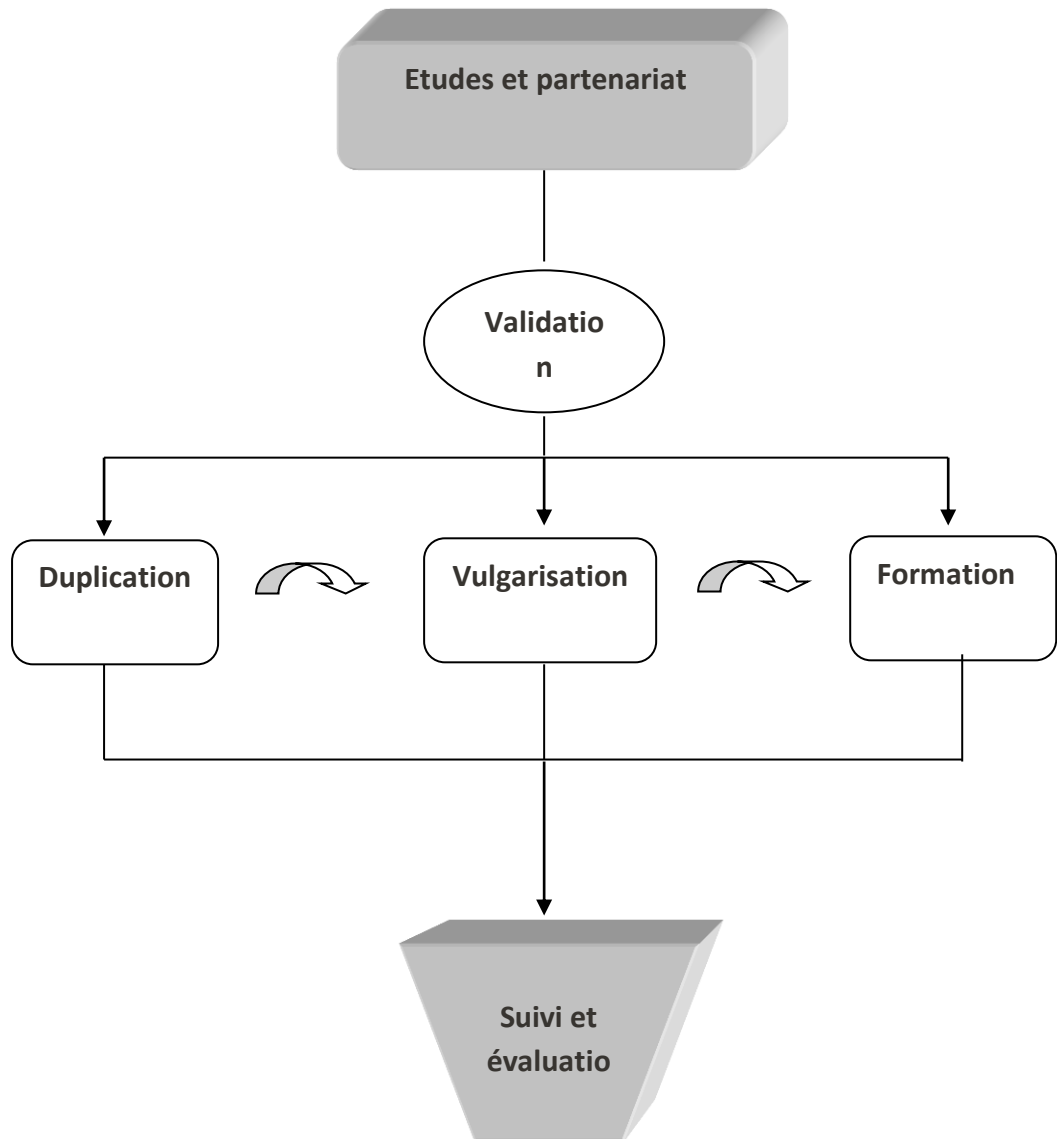 Etudes et partenariat
Validatio
n
Duplication
Vulgarisation
Formation
Suivi et
évaluatio